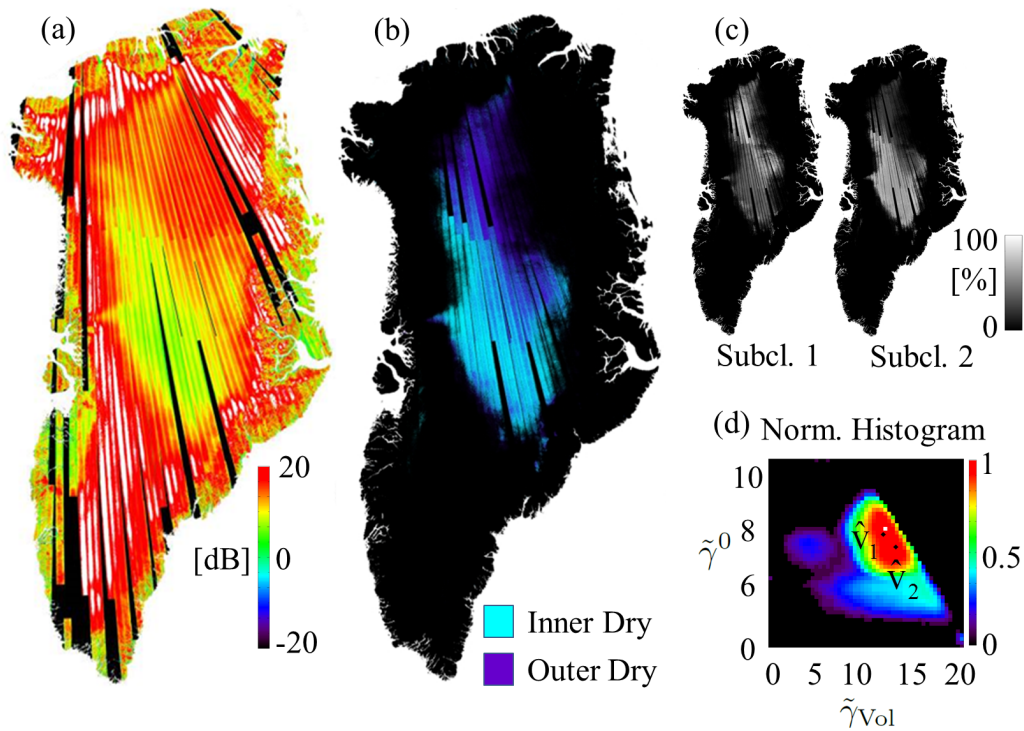 (a)
(b)
(c)
100
[%]
0
Subcl. 1
Subcl. 2
20
[dB]
0
-20
Inner Dry
Outer Dry
(d) Norm. Histogram
10
8
6
0
γ̃⁰
V̂₁
V̂₂
1
0.5
0
0 5 10 15 20
γ̃Vol